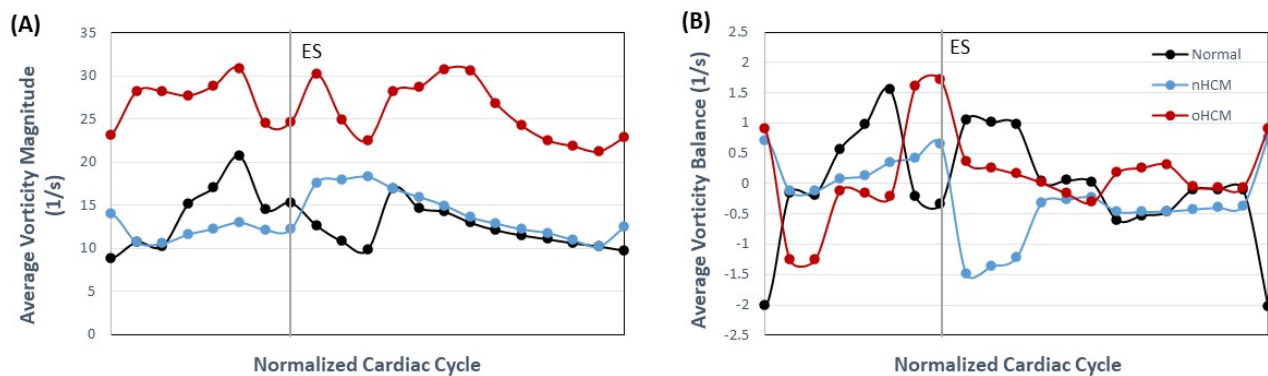 (A)
Average Vorticity Magnitude
(1/s)
35
30
25
20
15
10
5
0
ES
Normalized Cardiac Cycle
(B)
Average Vorticity Balance (1/s)
2.5
2
1.5
1
0.5
0
-0.5
-1
-1.5
-2
-2.5
ES
Normal
nHCM
oHCM
Normalized Cardiac Cycle